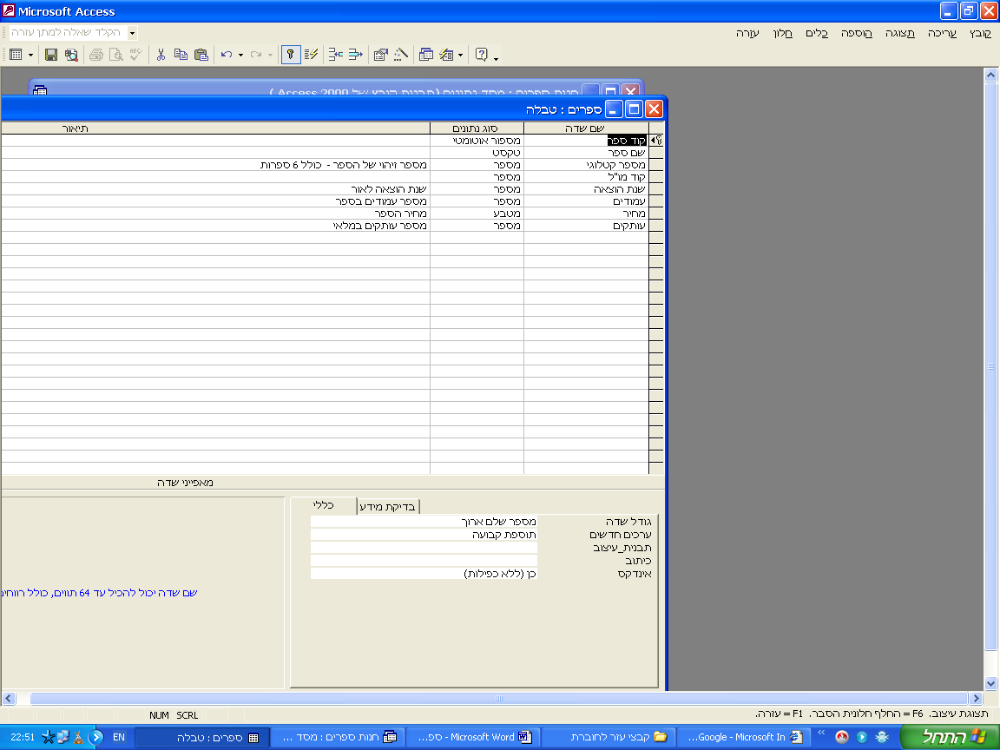 Microsoft Access
קובץ עריכה תצוגה הוספה כלים חלון עזרה
הקלד שאלה למתן עזרה
חנות ספרים : מסד נתונים (תבנית קובץ של Access 2000 )
ספרים : טבלה
שם שדה סוג נתונים תיאור
קוד ספר מספור אוטומטי
שם ספר טקסט
מספר קטלוגי מספר מספר זיהוי של הספר - כולל 6 ספרות
קוד מו"ל מספר
שנת הוצאה מספר שנת הוצאה לאור
עמודים מספר מספר עמודים בספר
מחיר מטבע מחיר הספר
עותקים מספר מספר עותקים במלאי
מאפייני שדה
כללי בדיקת מידע
גודל שדה מספר שלם ארוך
ערכים חדשים תוספת קבועה
תבנית_עיצוב
כיתוב
אינדקס כן (ללא כפילות)
שם שדה יכול להכיל עד 64 תווים, כולל
תצוגת עיצוב. F6 = החלף חלונית הסבר. F1 = עזרה.
NUM SCRL
התחל
...Google - Microsoft In
קבצי עזר לחוברת
...ספ - Microsoft Word
חנות ספרים : מסד ...
ספרים : טבלה
EN
22:51